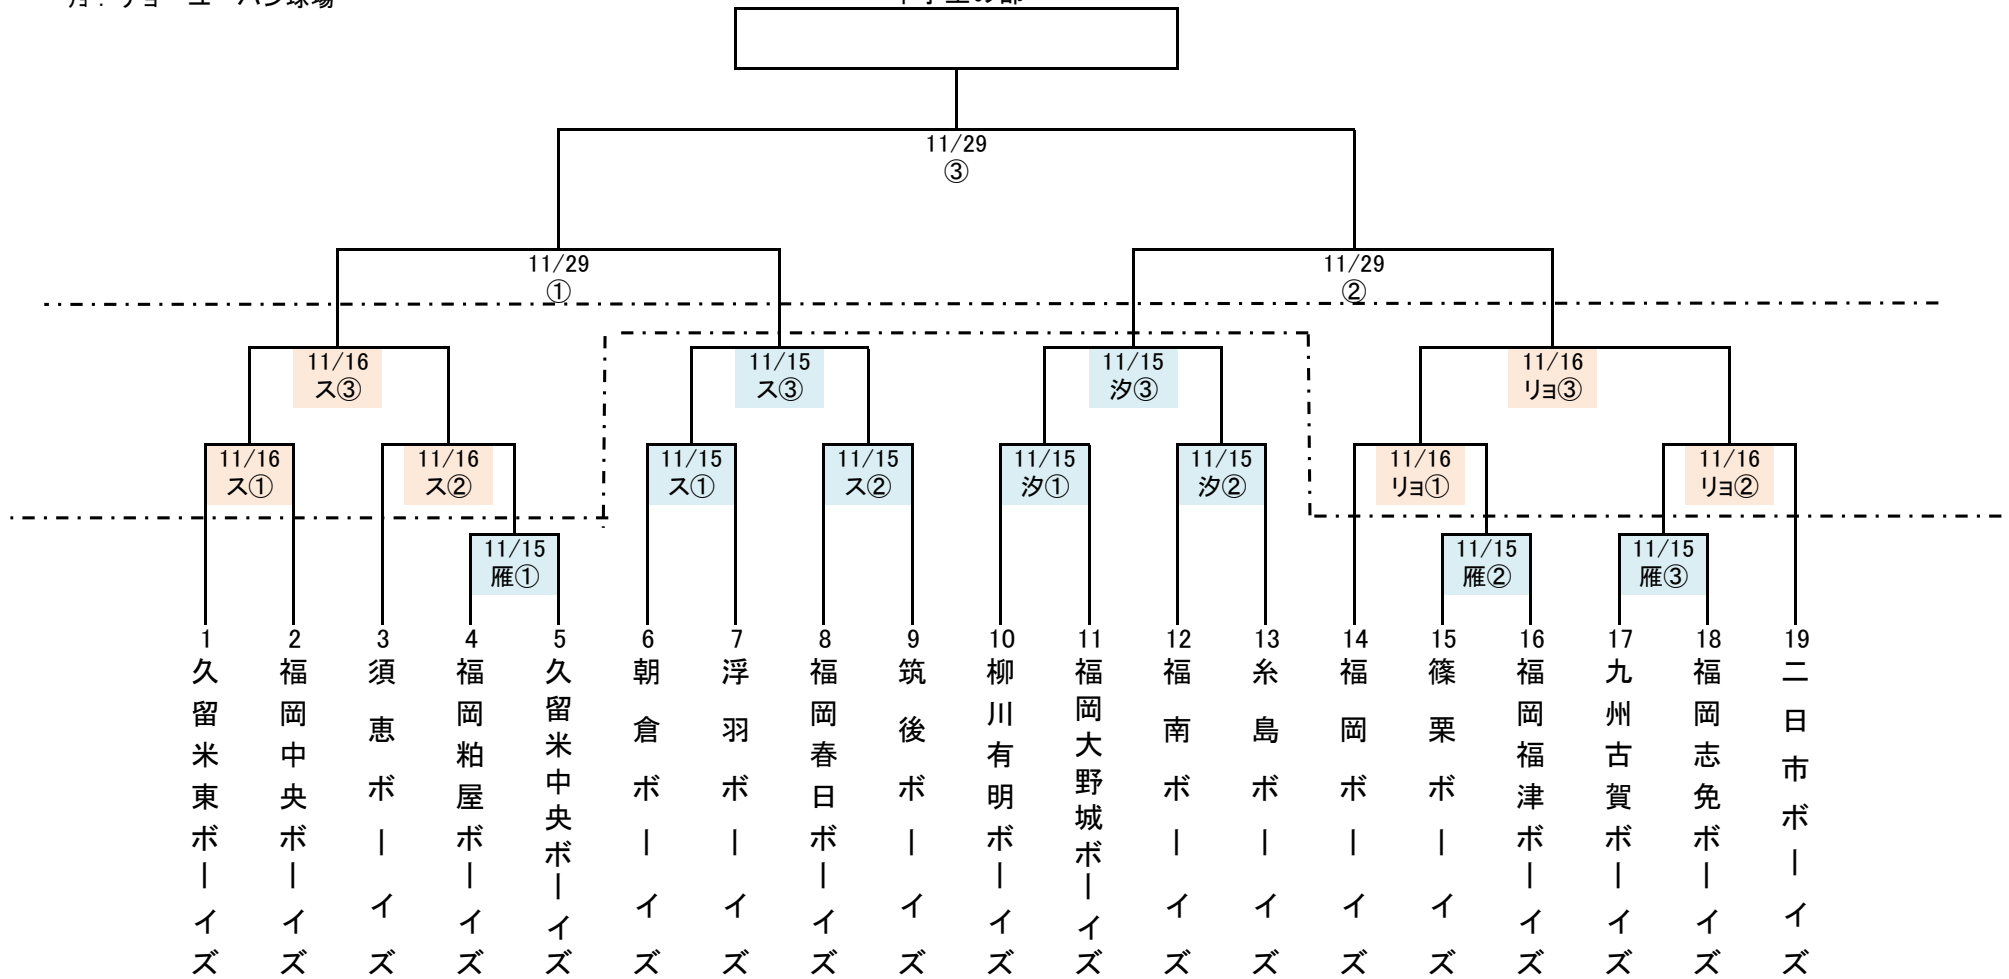 11/29
③
11/29
①
11/29
②
11/16
ス③
11/15
ス③
11/15
汐③
11/16
リョ③
11/16
ス①
11/16
ス②
11/15
ス①
11/15
ス②
11/15
汐①
11/15
汐②
11/16
リョ①
11/16
リョ②
11/15
雁①
11/15
雁②
11/15
雁③
1
久留米東ボーイズ
2
福岡中央ボーイズ
3
須恵ボーイズ
4
福岡粕屋ボーイズ
5
久留米中央ボーイズ
6
朝倉ボーイズ
7
浮羽ボーイズ
8
福岡春日ボーイズ
9
筑後ボーイズ
10
柳川有明ボーイズ
11
福岡大野城ボーイズ
12
福南ボーイズ
13
糸島ボーイズ
14
福岡ボーイズ
15
篠栗ボーイズ
16
福岡福津ボーイズ
17
九州古賀ボーイズ
18
福岡志免ボーイズ
19
二日市ボーイズ